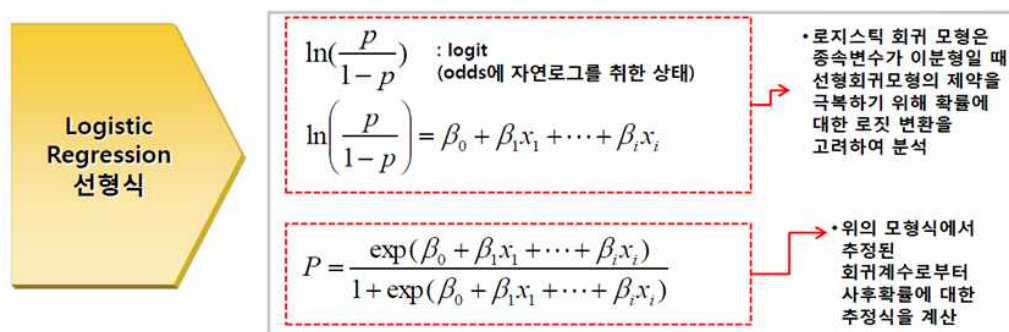 Logistic
Regression
선형식
ln(p/(1-p)) : logit
(odds에 자연로그를 취한 상태)
ln(p/(1-p)) = β₀ + β₁x₁ + ⋯ + βᵢxᵢ
• 로지스틱 회귀 모형은
종속변수가 이분형일 때
선형회귀모형의 제약을
극복하기 위해 확률에
대한 로짓 변환을
고려하여 분석
P = exp(β₀ + β₁x₁ + ⋯ + βᵢxᵢ) / (1 + exp(β₀ + β₁x₁ + ⋯ + βᵢxᵢ))
• 위의 모형식에서
추정된
회귀계수로부터
사후확률에 대한
추정식을 계산